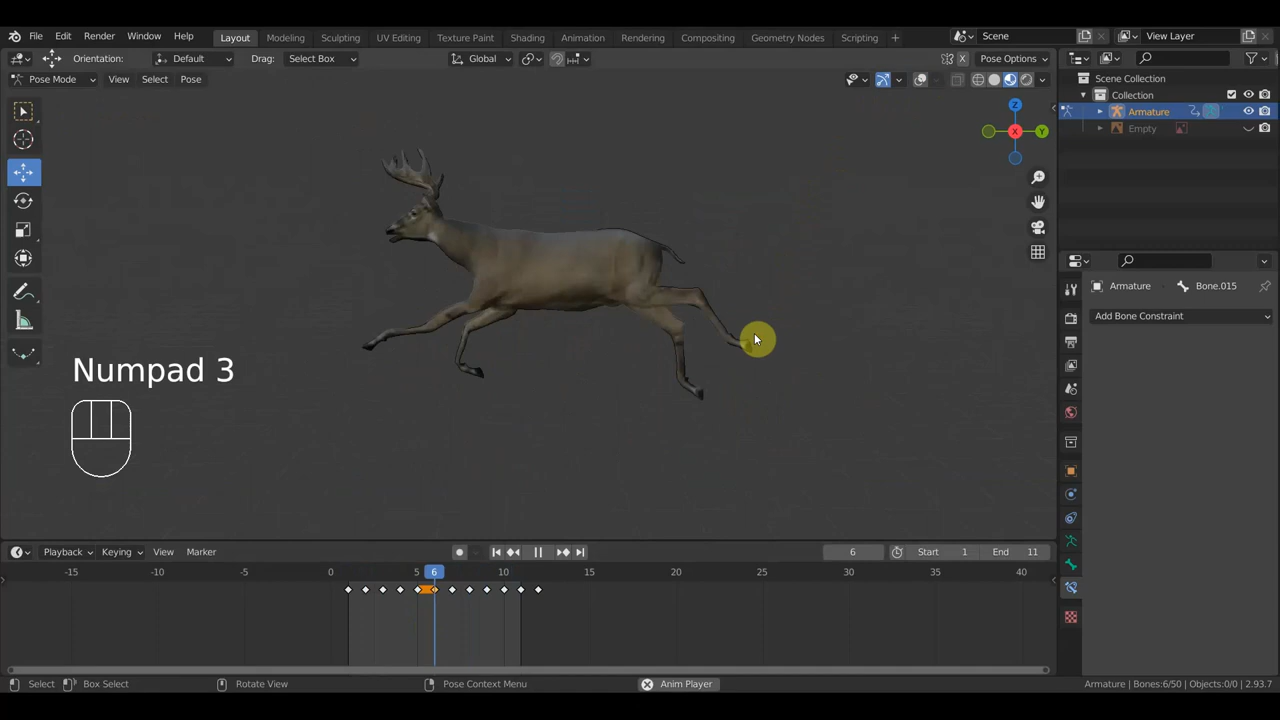 File Edit Render Window Help Layout Modeling Sculpting UV Editing Texture Paint Shading Animation Rendering Compositing Geometry Nodes Scripting + Scene View Layer
Orientation: Default Drag: Select Box Global X Pose Options
Pose Mode View Select Pose
Scene Collection
Collection
Armature
Empty
Z
Y
X
Armature Bone.015
Add Bone Constraint
Numpad 3
Playback Keying View Marker 6 Start 1 End 11
-15 -10 -5 0 5 6 10 15 20 25 30 35 40
Select Box Select Rotate View Pose Context Menu Anim Player Armature | Bones:6/50 | Objects:0/0 | 2.93.7